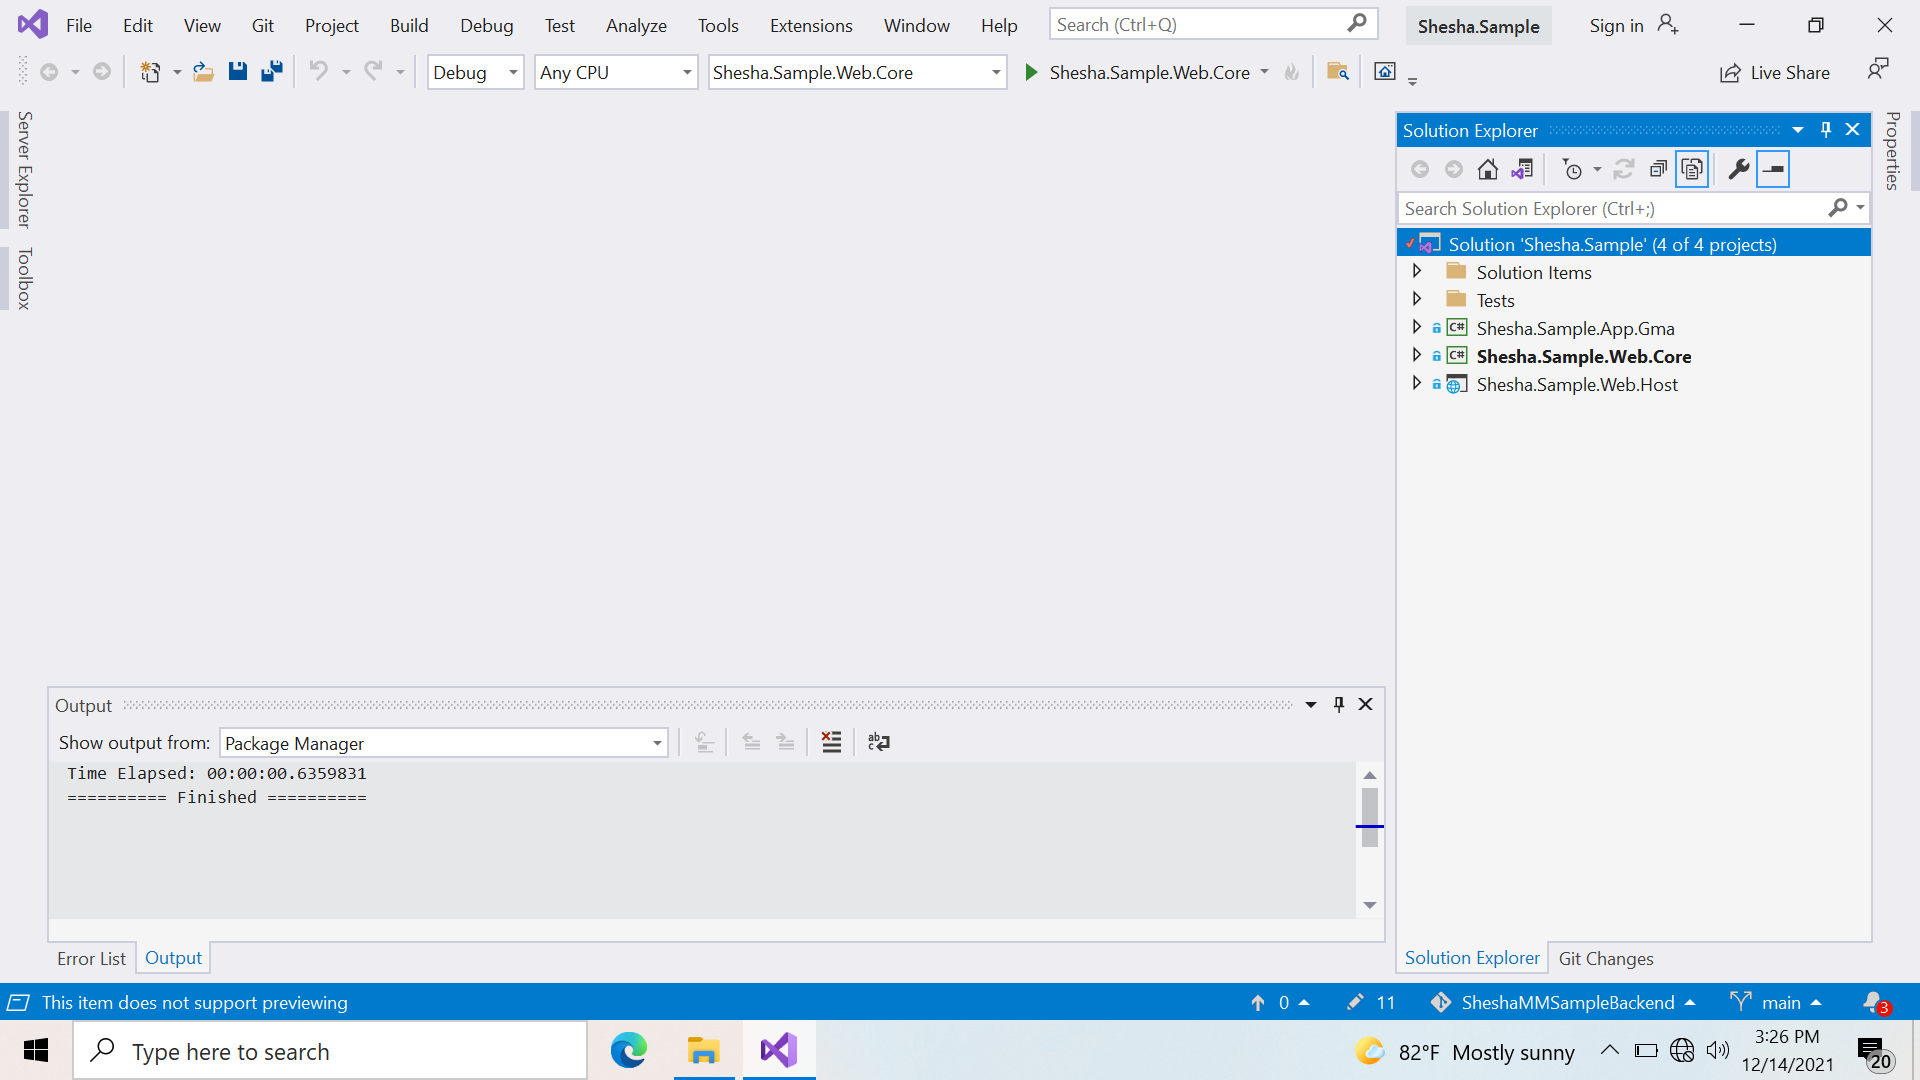 File Edit View Git Project Build Debug Test Analyze Tools Extensions Window Help Search (Ctrl+Q) Shesha.Sample Sign in
Debug Any CPU Shesha.Sample.Web.Core Shesha.Sample.Web.Core Live Share
Server Explorer
Toolbox
Solution Explorer
Search Solution Explorer (Ctrl+;)
Solution 'Shesha.Sample' (4 of 4 projects)
Solution Items
Tests
C# Shesha.Sample.App.Gma
C# Shesha.Sample.Web.Core
Shesha.Sample.Web.Host
Properties
Output
Show output from: Package Manager
Time Elapsed: 00:00:00.6359831
========== Finished ==========
Error List Output
Solution Explorer Git Changes
This item does not support previewing 0 11 SheshaMMSampleBackend main 3
Type here to search 82°F Mostly sunny 3:26 PM
12/14/2021 20